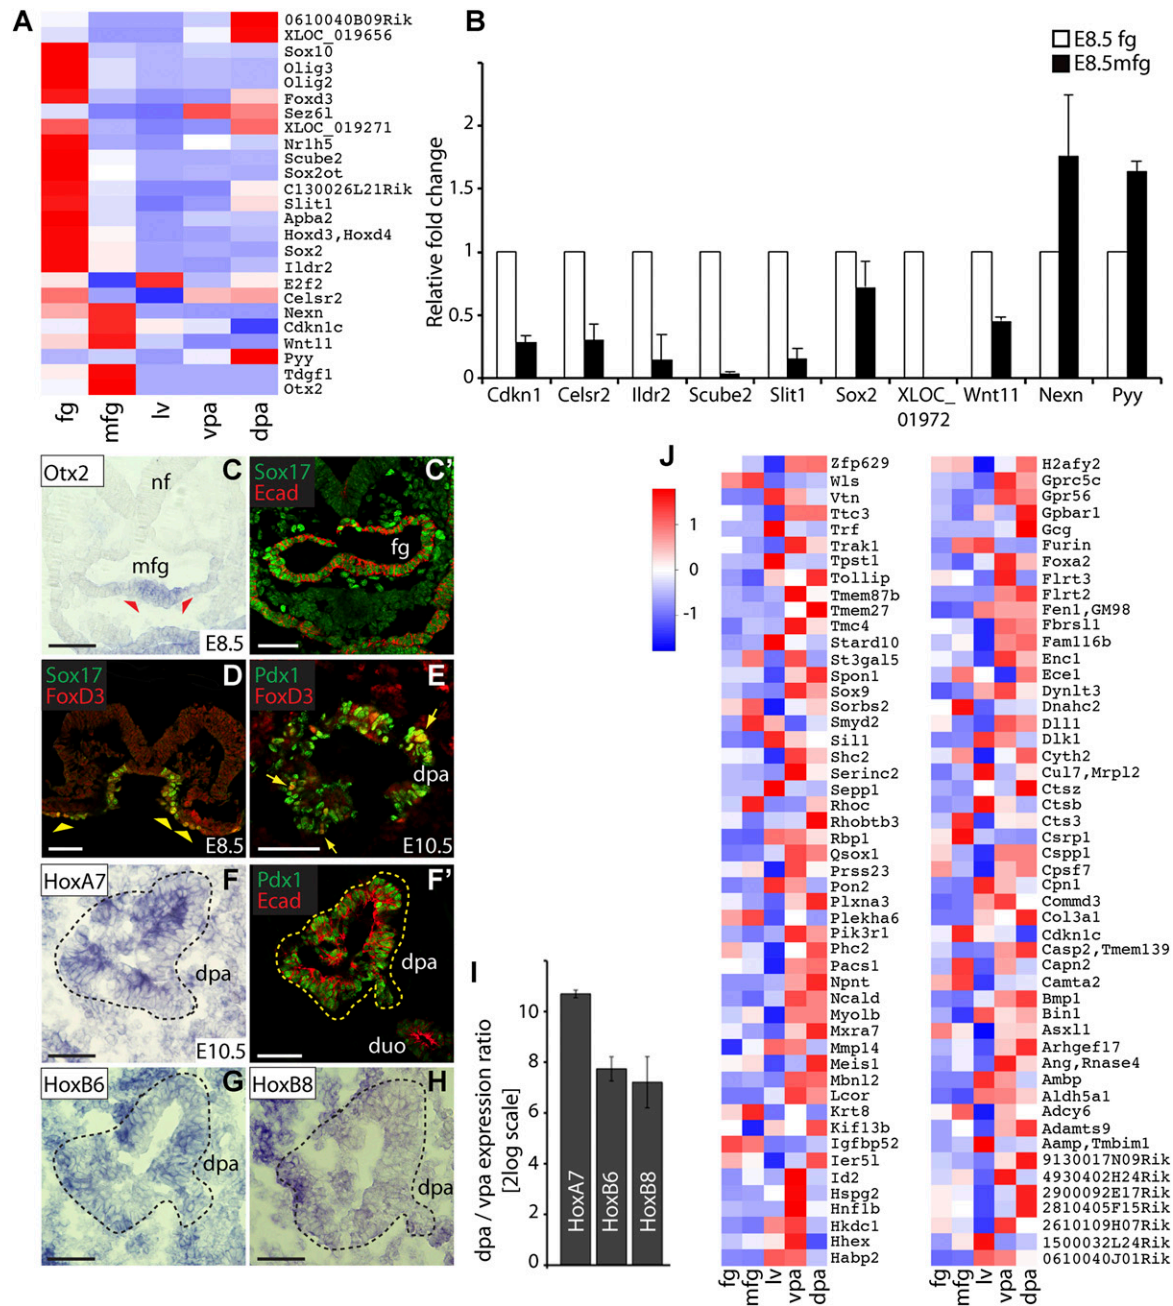 A
0610040B09Rik
XLOC_019656
Sox10
Olig3
Olig2
Foxd3
Sez6l
XLOC_019271
Nr1h5
Scube2
Sox2ot
C130026L21Rik
Slit1
Apba2
Hoxd3,Hoxd4
Sox2
Ildr2
E2f2
Celsr2
Nexn
Cdkn1c
Wnt11
Pyy
Tdgf1
Otx2
fg mfg lv vpa dpa
B
E8.5 fg
E8.5mfg
Relative fold change
2
1.5
1
0.5
0
Cdkn1 Celsr2 Ildr2 Scube2 Slit1 Sox2 XLOC_01972 Wnt11 Nexn Pyy
Otx2
C
nf
mfg
E8.5
Sox17
Ecad
C'
fg
Sox17
FoxD3
D
E8.5
Pdx1
FoxD3
E
dpa
E10.5
HoxA7
F
dpa
E10.5
Pdx1
Ecad
F'
dpa
duo
HoxB6
G
dpa
HoxB8
H
dpa
I
dpa / vpa expression ratio
[2log scale]
10
8
6
4
2
0
HoxA7
HoxB6
HoxB8
J
1
0
-1
Zfp629
Wls
Vtn
Ttc3
Trf
Trak1
Tpst1
Tollip
Tmem87b
Tmem27
Tmc4
Stard10
St3gal5
Spon1
Sox9
Sorbs2
Smyd2
Sil1
Shc2
Serinc2
Sepp1
Rhoc
Rhobtb3
Rbp1
Qsox1
Prss23
Pon2
Plxna3
Plekha6
Pik3r1
Phc2
Pacs1
Npnt
Ncald
Myo1b
Mxra7
Mmp14
Meis1
Mbnl2
Lcor
Krt8
Kif13b
Igfbp52
Ier5l
Id2
Hspg2
Hnf1b
Hkdc1
Hhex
Habp2
fg mfg lv vpa dpa
H2afy2
Gprc5c
Gpr56
Gpbar1
Gcg
Furin
Foxa2
Flrt3
Flrt2
Fen1,GM98
Fbrsl1
Fam116b
Enc1
Ece1
Dynlt3
Dnahc2
Dll1
Dlk1
Cyth2
Cul7,Mrpl2
Ctsz
Ctsb
Cts3
Csrp1
Cspp1
Cpsf7
Cpn1
Commd3
Col3a1
Cdkn1c
Casp2,Tmem139
Capn2
Camta2
Bmp1
Bin1
Asxl1
Arhgef17
Ang,Rnase4
Ambp
Aldh5a1
Adcy6
Adamts9
Aamp,Tmbim1
9130017N09Rik
4930402H24Rik
2900092E17Rik
2810405F15Rik
2610109H07Rik
1500032L24Rik
0610040J01Rik
fg mfg lv vpa dpa